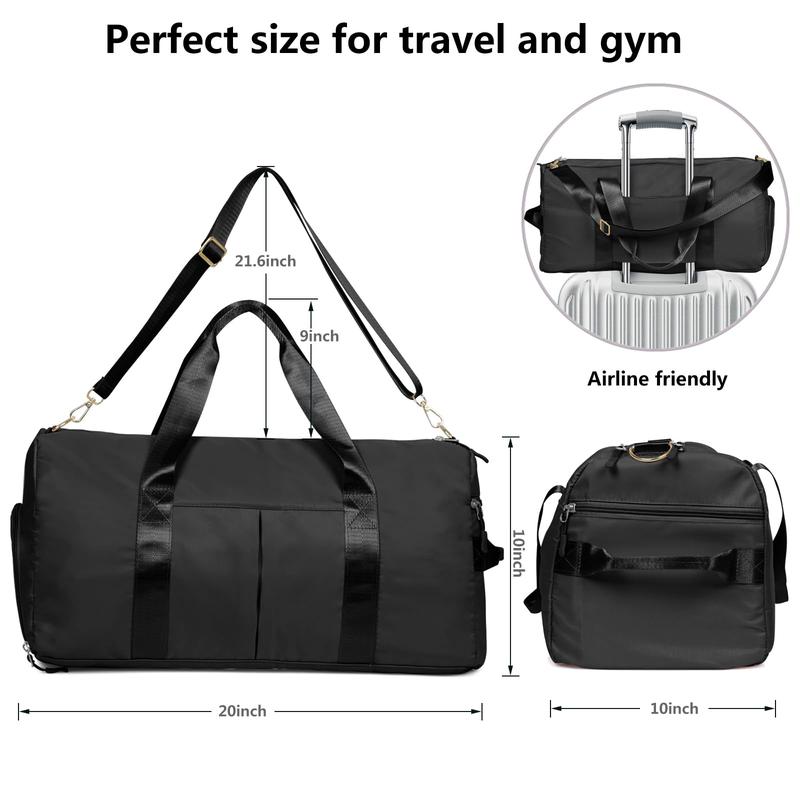 Perfect size for travel and gym
21.6inch
9inch
Airline friendly
10inch
20inch
10inch